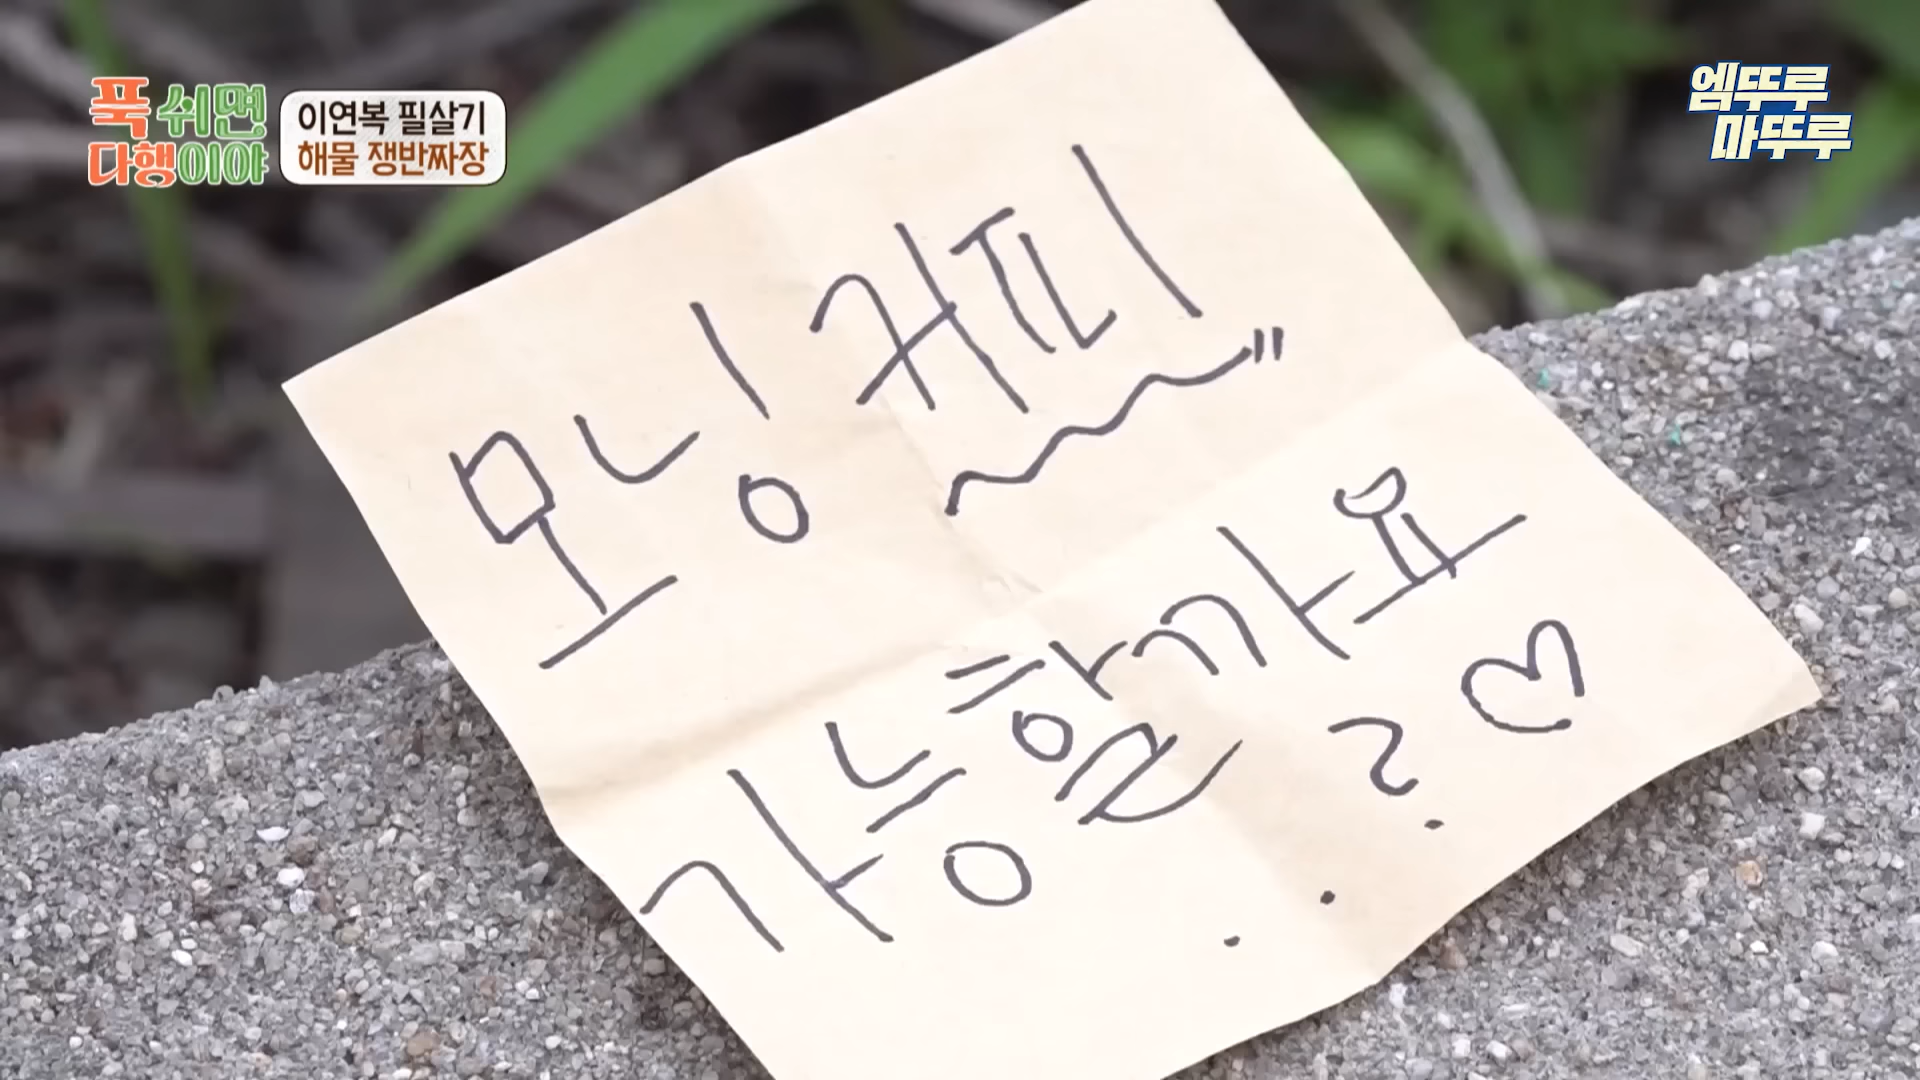 푹 쉬면
다행이야
이연복 필살기
해물 쟁반짜장
엠뚜루
마뚜루
모닝 커피
가능할까요
..?♡